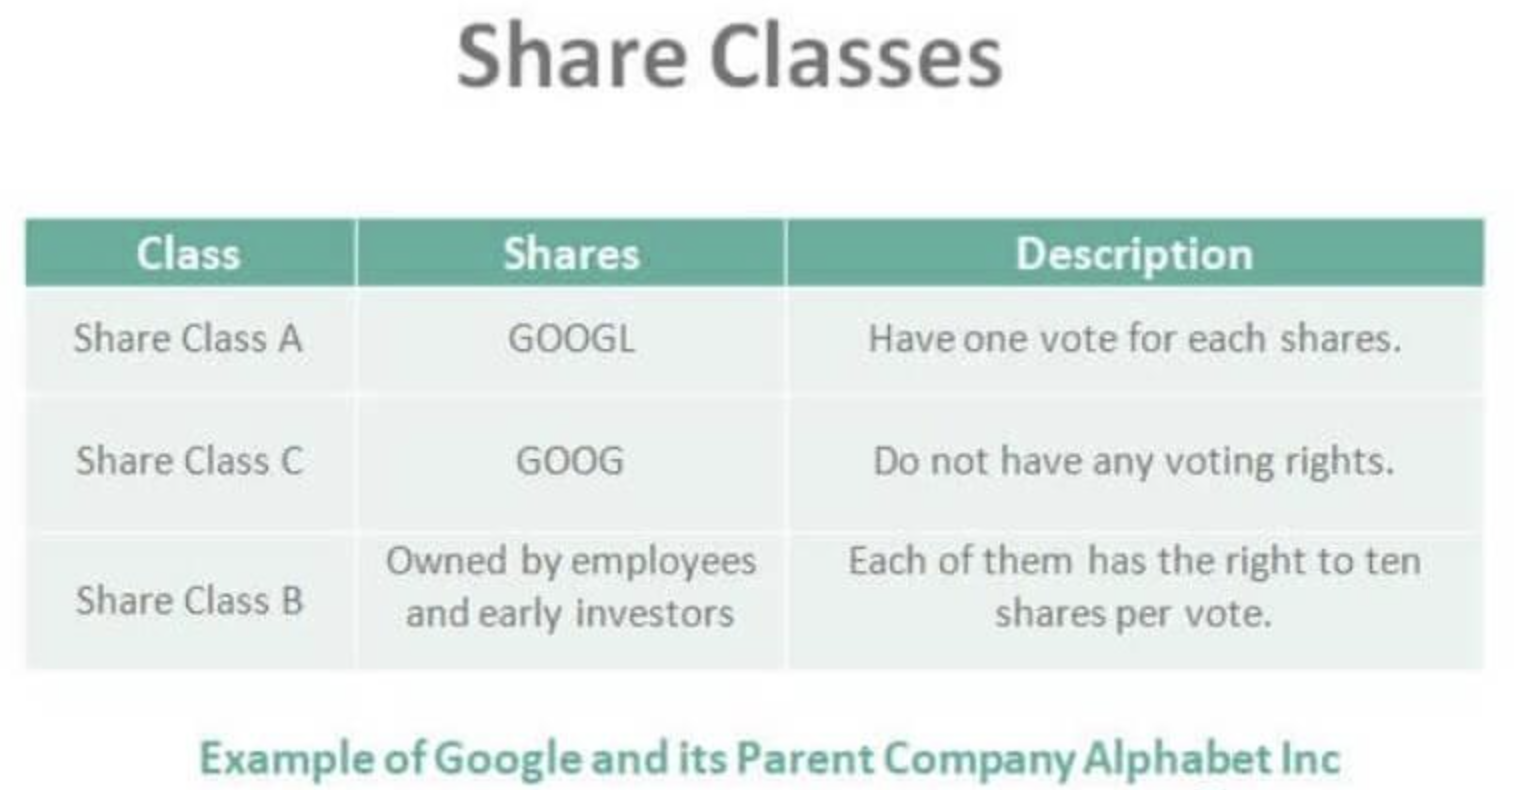 Share Classes
Class Shares Description
Share Class A GOOGL Have one vote for each shares.
Share Class C GOOG Do not have any voting rights.
Share Class B Owned by employees and early investors Each of them has the right to ten shares per vote.
Example of Google and its Parent Company Alphabet Inc